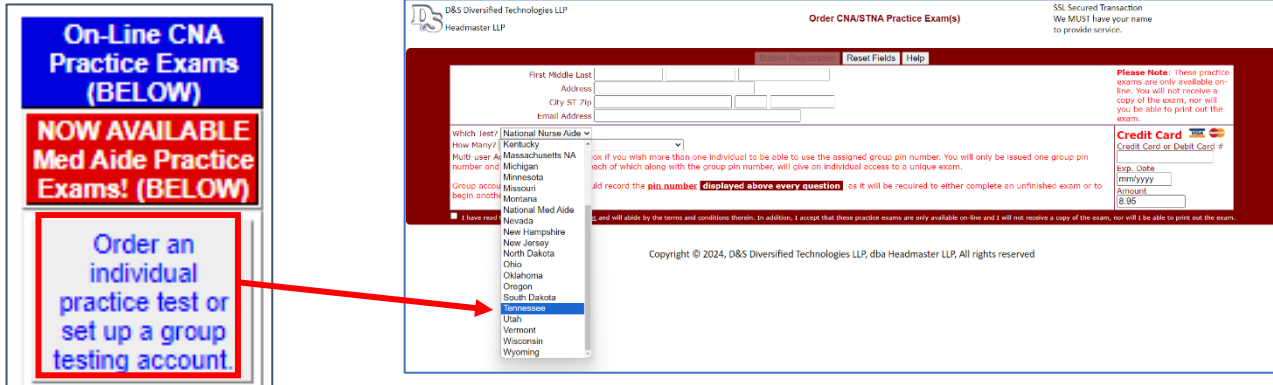 On-Line CNA
Practice Exams
(BELOW)
NOW AVAILABLE
Med Aide Practice
Exams! (BELOW)
Order an
individual
practice test or
set up a group
testing account.
D&S Diversified Technologies LLP
Headmaster LLP
Order CNA/STNA Practice Exam(s)
SSL Secured Transaction
We MUST have your name
to provide service.
Submit Registration Reset Fields Help
First Middle Last
Address
City ST Zip
Email Address
Please Note: These practice
exams are only available on-
line. You will not receive a
copy of the exam, nor will
you be able to print out the
exam.
Which Test? National Nurse Aide
How Many?
Kentucky
Massachusetts NA
Michigan
Minnesota
Missouri
Montana
National Med Aide
Nevada
New Hampshire
New Jersey
North Dakota
Ohio
Oklahoma
Oregon
South Dakota
Tennessee
Utah
Vermont
Wisconsin
Wyoming
Multi-user A ox if you wish more than one individual to be able to use the assigned group pin number. You will only be issued one group pin
number and each of which along with the group pin number, will give an individual access to a unique exam.
Group accou uld record the pin number displayed above every question as it will be required to either complete an unfinished exam or to
begin anothe
Credit Card VISA
Credit Card or Debit Card #
Exp. Date
mm/yyyy
Amount
8.95
I have read and will abide by the terms and conditions therein. In addition, I accept that these practice exams are only available on-line and I will not receive a copy of the exam, nor will I be able to print out the exam.
Copyright © 2024, D&S Diversified Technologies LLP, dba Headmaster LLP, All rights reserved